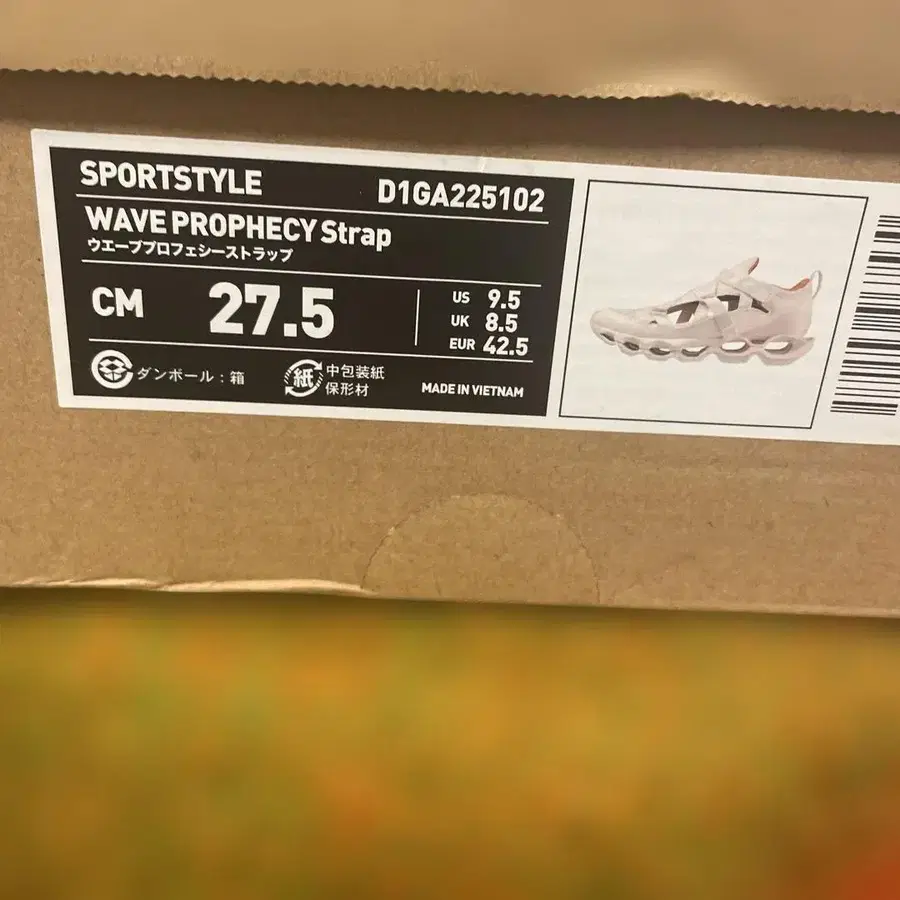 SPORTSTYLE D1GA225102
WAVE PROPHECY Strap
ウエーブプロフェシーストラップ
CM 27.5
US 9.5
UK 8.5
EUR 42.5
ダンボール：箱
紙 中包装紙
保形材
MADE IN VIETNAM